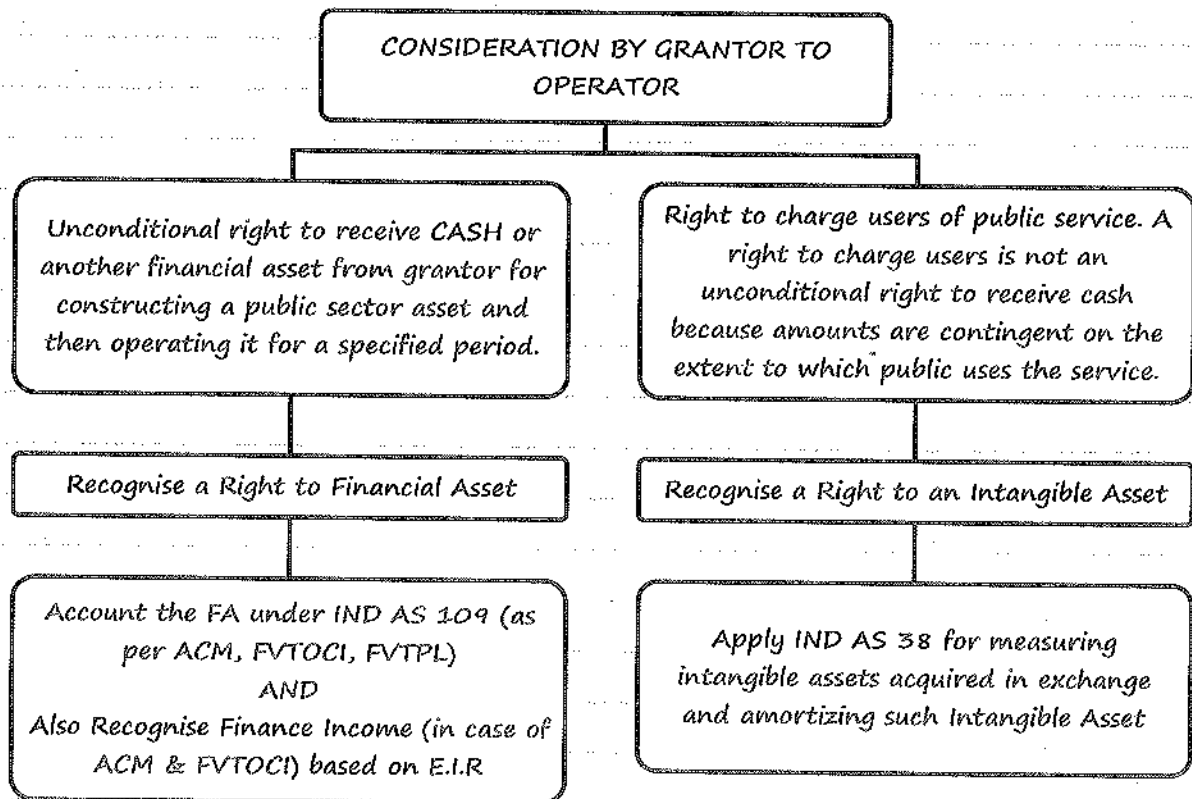 CONSIDERATION BY GRANTOR TO
OPERATOR
Unconditional right to receive CASH or
another financial asset from grantor for
constructing a public sector asset and
then operating it for a specified period.
Right to charge users of public service. A
right to charge users is not an
unconditional right to receive cash
because amounts are contingent on the
extent to which public uses the service.
Recognise a Right to Financial Asset
Recognise a Right to an Intangible Asset
Account the FA under IND AS 109 (as
per ACM, FVTOCI, FVTPL)
AND
Also Recognise Finance Income (in case of
ACM & FVTOCI) based on E.I.R
Apply IND AS 38 for measuring
intangible assets acquired in exchange
and amortizing such Intangible Asset